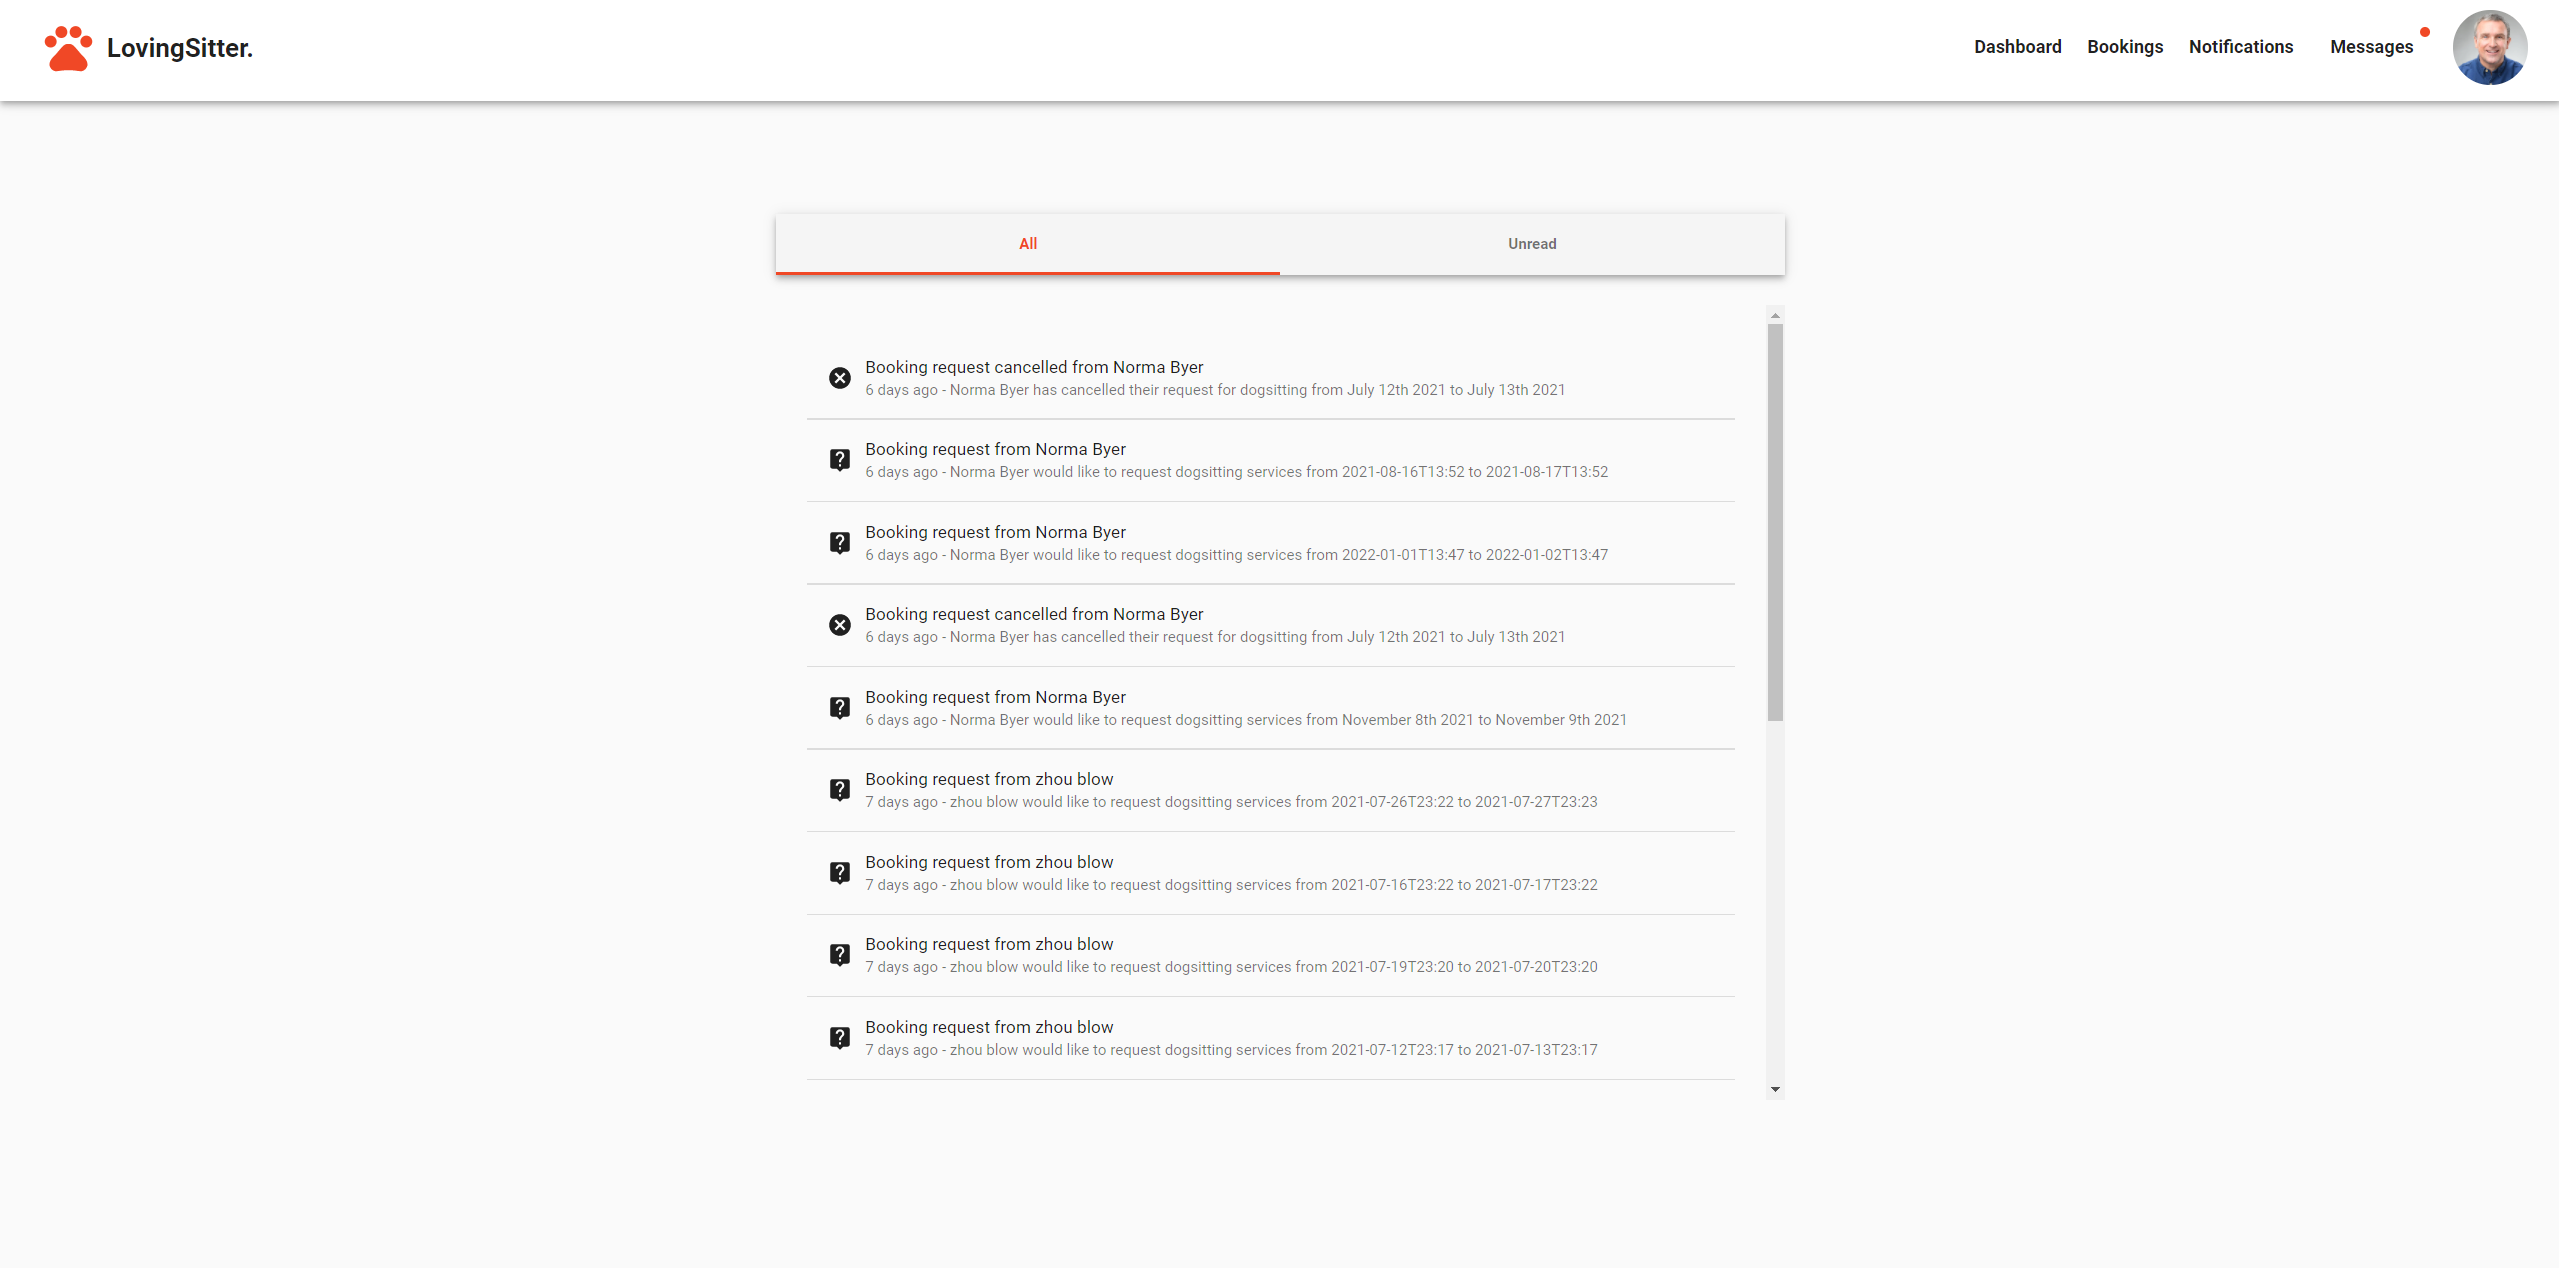 LovingSitter.
Dashboard Bookings Notifications Messages
All Unread
Booking request cancelled from Norma Byer
6 days ago - Norma Byer has cancelled their request for dogsitting from July 12th 2021 to July 13th 2021
Booking request from Norma Byer
6 days ago - Norma Byer would like to request dogsitting services from 2021-08-16T13:52 to 2021-08-17T13:52
Booking request from Norma Byer
6 days ago - Norma Byer would like to request dogsitting services from 2022-01-01T13:47 to 2022-01-02T13:47
Booking request cancelled from Norma Byer
6 days ago - Norma Byer has cancelled their request for dogsitting from July 12th 2021 to July 13th 2021
Booking request from Norma Byer
6 days ago - Norma Byer would like to request dogsitting services from November 8th 2021 to November 9th 2021
Booking request from zhou blow
7 days ago - zhou blow would like to request dogsitting services from 2021-07-26T23:22 to 2021-07-27T23:23
Booking request from zhou blow
7 days ago - zhou blow would like to request dogsitting services from 2021-07-16T23:22 to 2021-07-17T23:22
Booking request from zhou blow
7 days ago - zhou blow would like to request dogsitting services from 2021-07-19T23:20 to 2021-07-20T23:20
Booking request from zhou blow
7 days ago - zhou blow would like to request dogsitting services from 2021-07-12T23:17 to 2021-07-13T23:17